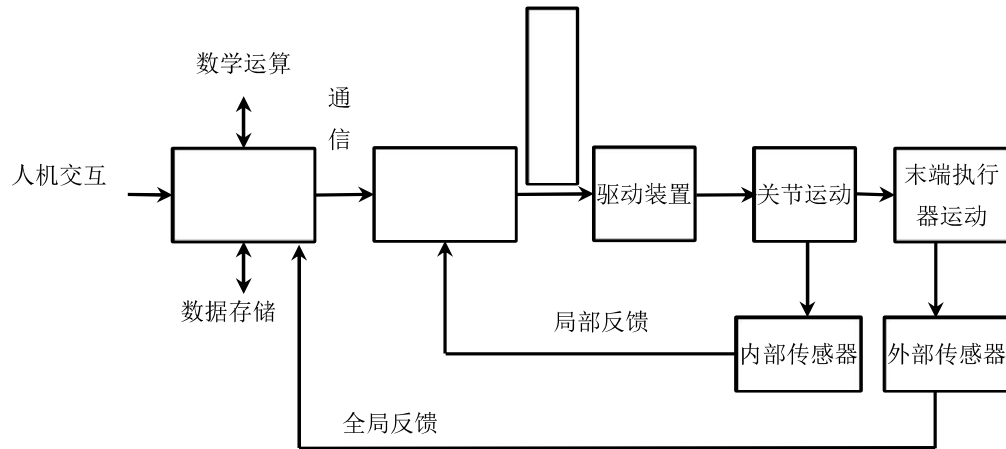 数学运算
通
信
人机交互
驱动装置
关节运动
末端执行
器运动
数据存储
局部反馈
内部传感器
外部传感器
全局反馈